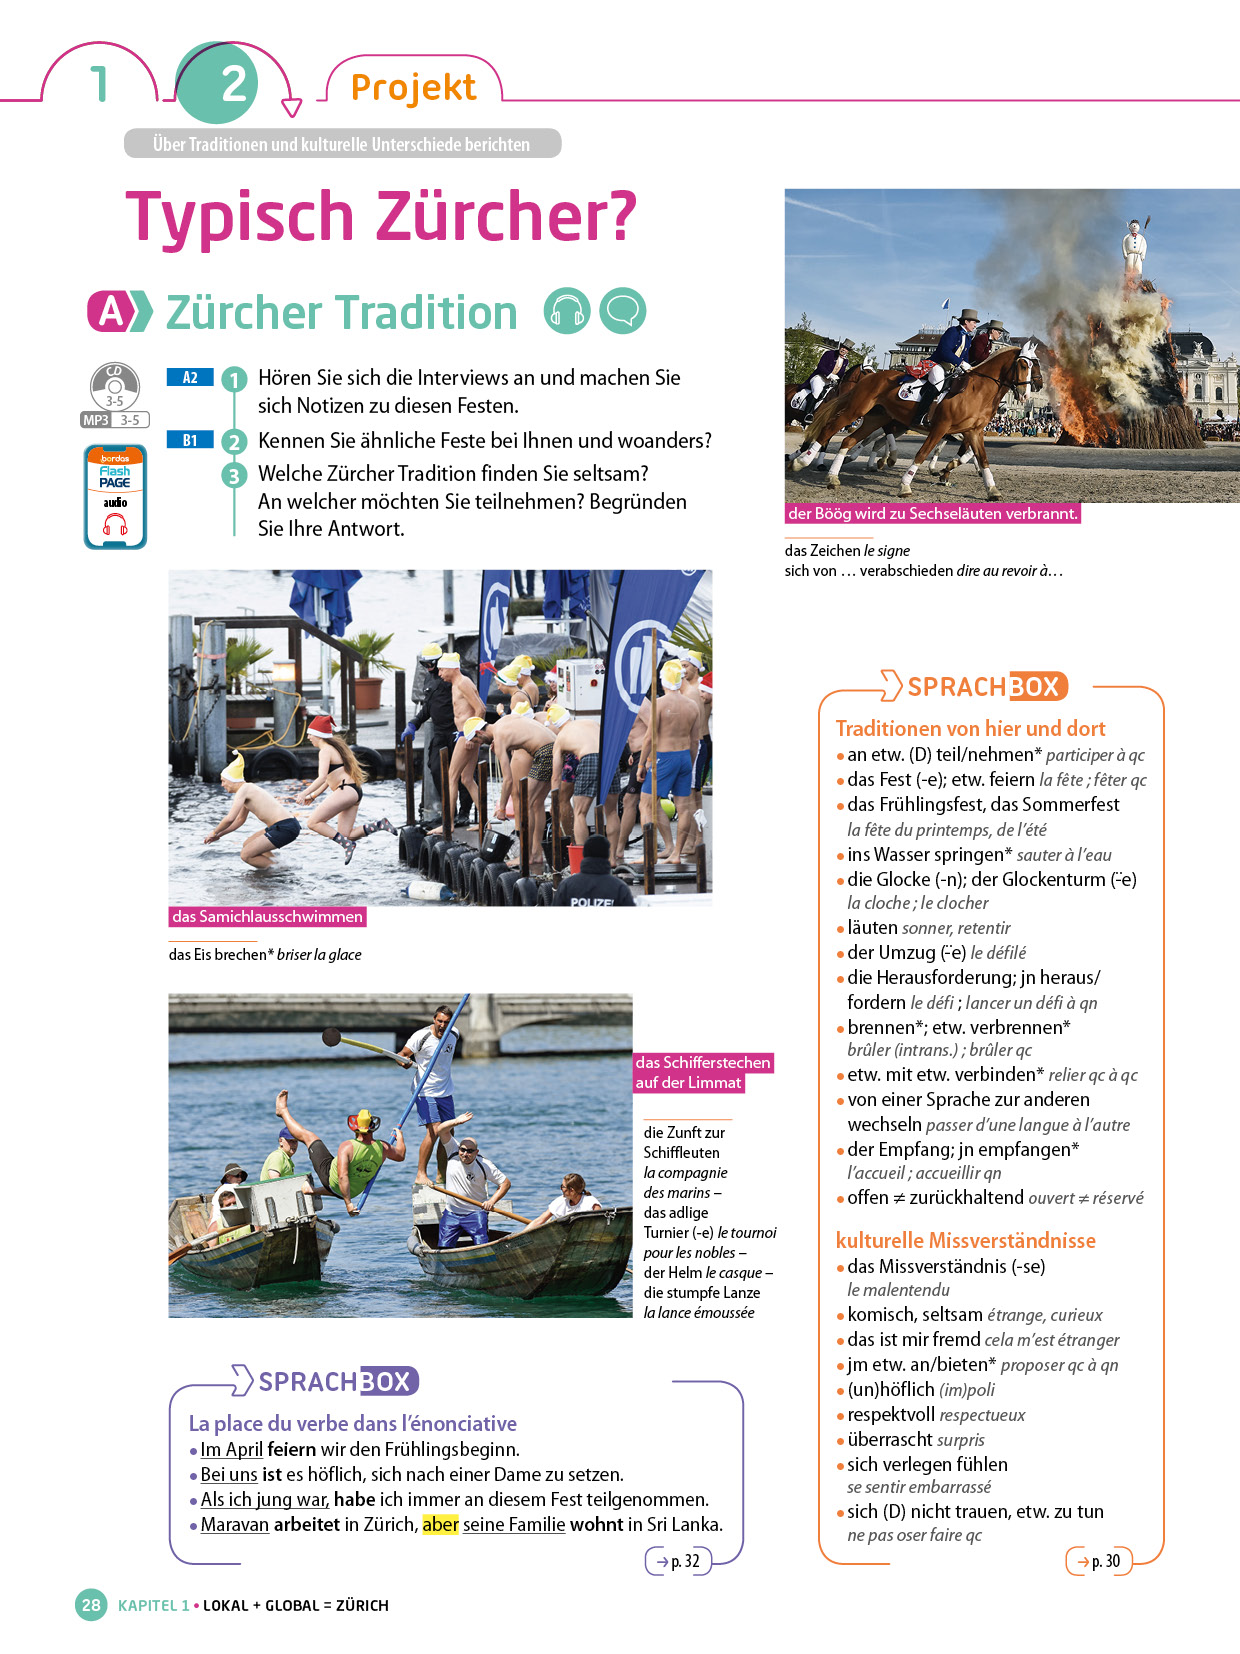 1
2
Projekt
Über Traditionen und kulturelle Unterschiede berichten
Typisch Zürcher?
A Zürcher Tradition
CD
3-5
MP3 3-5
bordas
Flash
PAGE
audio
A2
1 Hören Sie sich die Interviews an und machen Sie
sich Notizen zu diesen Festen.
B1
2 Kennen Sie ähnliche Feste bei Ihnen und woanders?
3 Welche Zürcher Tradition finden Sie seltsam?
An welcher möchten Sie teilnehmen? Begründen
Sie Ihre Antwort.
der Böög wird zu Sechseläuten verbrannt.
das Zeichen le signe
sich von … verabschieden dire au revoir à…
POLIZEI
das Samichlausschwimmen
das Eis brechen* briser la glace
das Schifferstechen
auf der Limmat
die Zunft zur
Schiffleuten
la compagnie
des marins –
das adlige
Turnier (-e) le tournoi
pour les nobles –
der Helm le casque –
die stumpfe Lanze
la lance émoussée
SPRACHBOX
La place du verbe dans l'énonciative
• Im April feiern wir den Frühlingsbeginn.
• Bei uns ist es höflich, sich nach einer Dame zu setzen.
• Als ich jung war, habe ich immer an diesem Fest teilgenommen.
• Maravan arbeitet in Zürich, aber seine Familie wohnt in Sri Lanka.
→ p. 32
SPRACHBOX
Traditionen von hier und dort
• an etw. (D) teil/nehmen* participer à qc
• das Fest (-e); etw. feiern la fête ; fêter qc
• das Frühlingsfest, das Sommerfest
la fête du printemps, de l'été
• ins Wasser springen* sauter à l'eau
• die Glocke (-n); der Glockenturm (¨-e)
la cloche ; le clocher
• läuten sonner, retentir
• der Umzug (¨-e) le défilé
• die Herausforderung; jn heraus/
fordern le défi ; lancer un défi à qn
• brennen*; etw. verbrennen*
brûler (intrans.) ; brûler qc
• etw. mit etw. verbinden* relier qc à qc
• von einer Sprache zur anderen
wechseln passer d'une langue à l'autre
• der Empfang; jn empfangen*
l'accueil ; accueillir qn
• offen ≠ zurückhaltend ouvert ≠ réservé
kulturelle Missverständnisse
• das Missverständnis (-se)
le malentendu
• komisch, seltsam étrange, curieux
• das ist mir fremd cela m'est étranger
• jm etw. an/bieten* proposer qc à qn
• (un)höflich (im)poli
• respektvoll respectueux
• überrascht surpris
• sich verlegen fühlen
se sentir embarrassé
• sich (D) nicht trauen, etw. zu tun
ne pas oser faire qc
→ p. 30
28 KAPITEL 1 • LOKAL + GLOBAL = ZÜRICH